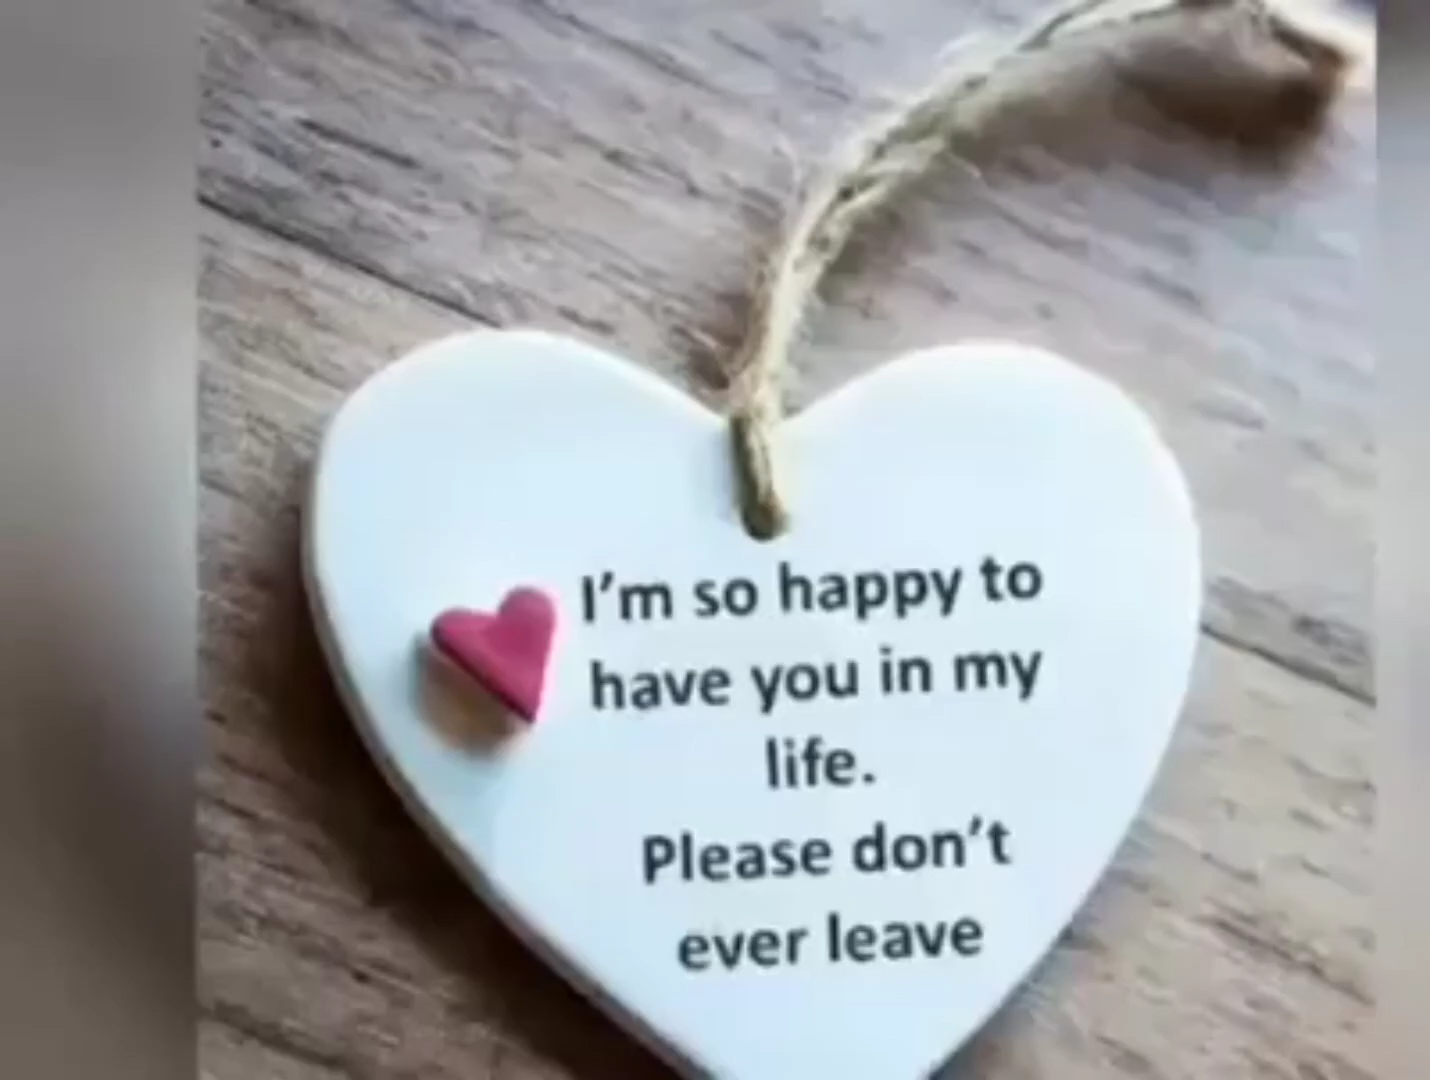 I’m so happy to
have you in my
life.
Please don’t
ever leave